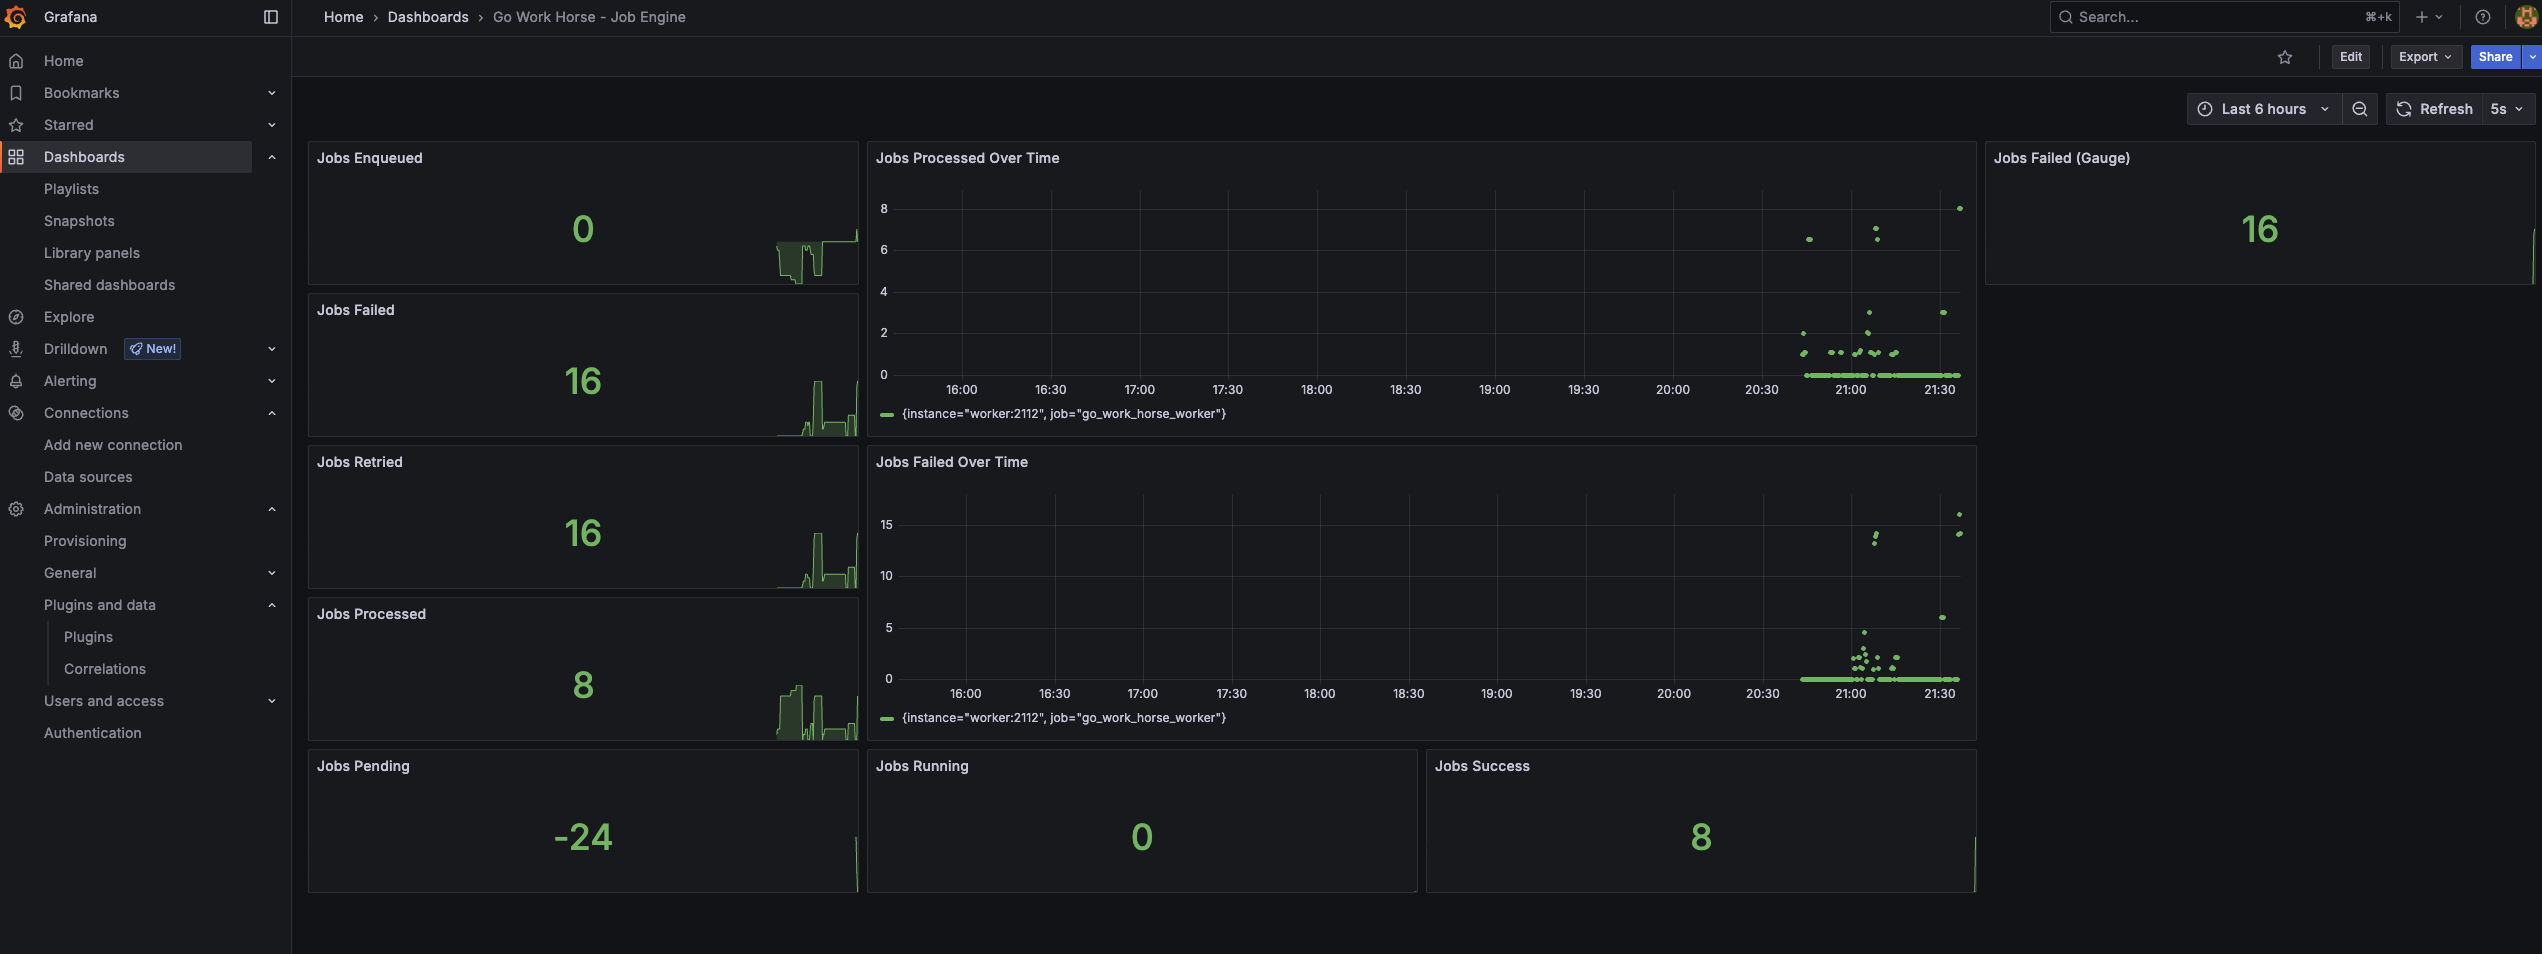 Grafana
Home › Dashboards › Go Work Horse - Job Engine
Search...
⌘+k
Edit
Export
Share
Home
Bookmarks
Starred
Dashboards
Playlists
Snapshots
Library panels
Shared dashboards
Explore
Drilldown New!
Alerting
Connections
Add new connection
Data sources
Administration
Provisioning
General
Plugins and data
Plugins
Correlations
Users and access
Authentication
Last 6 hours
Refresh 5s
Jobs Enqueued
0
Jobs Failed
16
Jobs Retried
16
Jobs Processed
8
Jobs Pending
-24
Jobs Processed Over Time
8
6
4
2
0
16:00 16:30 17:00 17:30 18:00 18:30 19:00 19:30 20:00 20:30 21:00 21:30
{instance="worker:2112", job="go_work_horse_worker"}
Jobs Failed Over Time
15
10
5
0
16:00 16:30 17:00 17:30 18:00 18:30 19:00 19:30 20:00 20:30 21:00 21:30
{instance="worker:2112", job="go_work_horse_worker"}
Jobs Running
0
Jobs Success
8
Jobs Failed (Gauge)
16